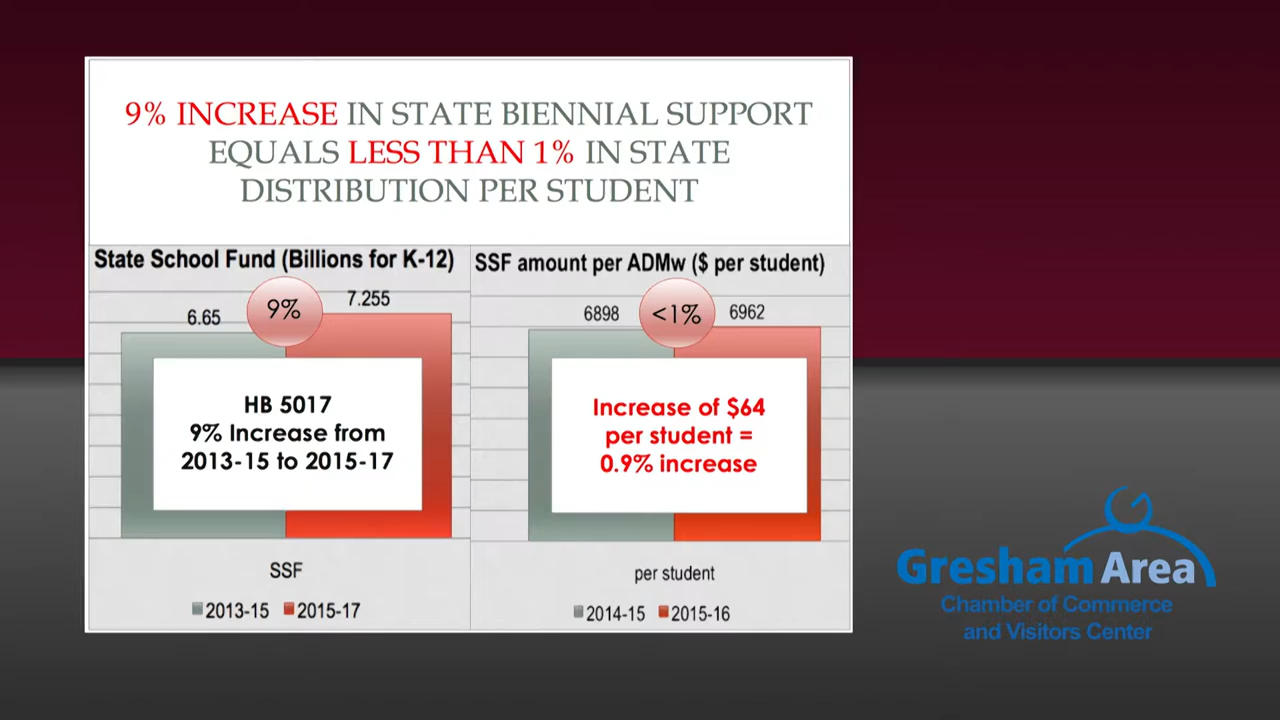 9% INCREASE IN STATE BIENNIAL SUPPORT
EQUALS LESS THAN 1% IN STATE
DISTRIBUTION PER STUDENT
State School Fund (Billions for K-12)
6.65
9%
7.255
HB 5017
9% Increase from
2013-15 to 2015-17
SSF
2013-15
2015-17
SSF amount per ADMw ($ per student)
6898
<1%
6962
Increase of $64
per student =
0.9% increase
per student
2014-15
2015-16
Gresham Area
Chamber of Commerce
and Visitors Center